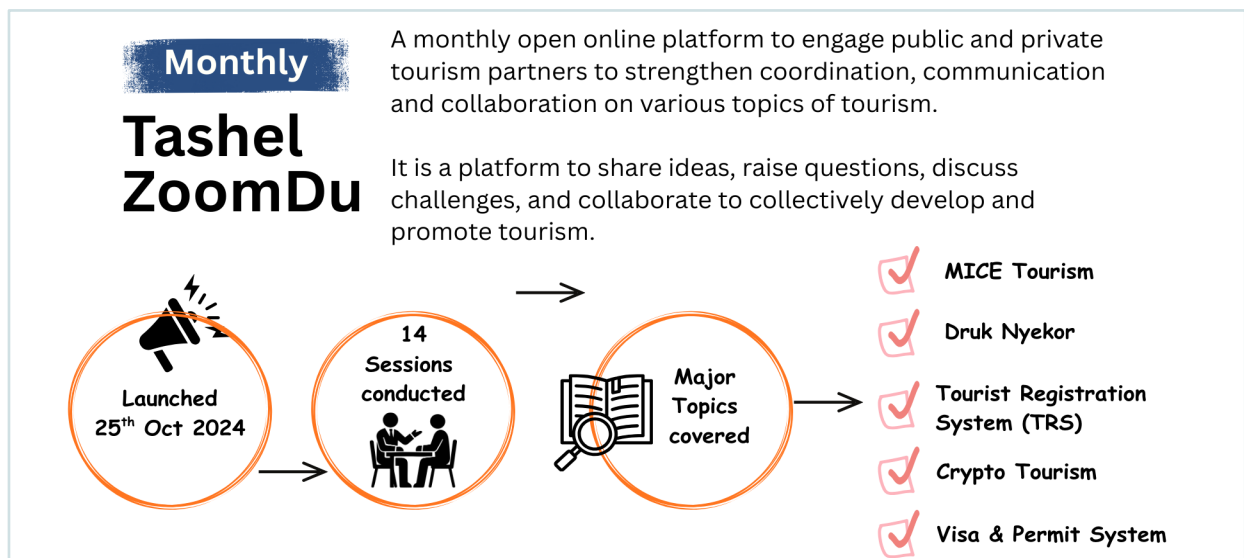 Monthly
Tashel
ZoomDu
A monthly open online platform to engage public and private
tourism partners to strengthen coordination, communication
and collaboration on various topics of tourism.
It is a platform to share ideas, raise questions, discuss
challenges, and collaborate to collectively develop and
promote tourism.
Launched
25th Oct 2024
14
Sessions
conducted
Major
Topics
covered
MICE Tourism
Druk Nyekor
Tourist Registration
System (TRS)
Crypto Tourism
Visa & Permit System